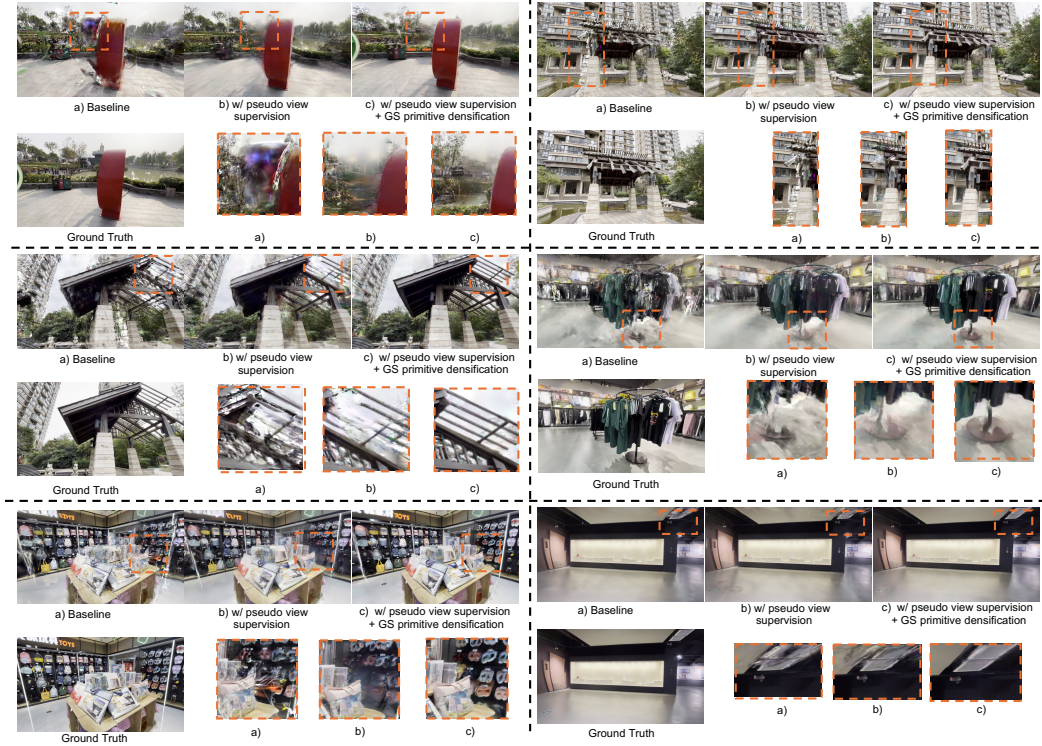 a) Baseline
b) w/ pseudo view
supervision
c) w/ pseudo view supervision
+ GS primitive densification
Ground Truth
a)
b)
c)
a) Baseline
b) w/ pseudo view
supervision
c) w/ pseudo view supervision
+ GS primitive densification
Ground Truth
a)
b)
c)
a) Baseline
b) w/ pseudo view
supervision
c) w/ pseudo view supervision
+ GS primitive densification
Ground Truth
a)
b)
c)
a) Baseline
b) w/ pseudo view
supervision
c) w/ pseudo view supervision
+ GS primitive densification
Ground Truth
a)
b)
c)
a) Baseline
b) w/ pseudo view
supervision
c) w/ pseudo view supervision
+ GS primitive densification
TOYS
Ground Truth
a)
b)
c)
a) Baseline
b) w/ pseudo view
supervision
c) w/ pseudo view supervision
+ GS primitive densification
Ground Truth
a)
b)
c)